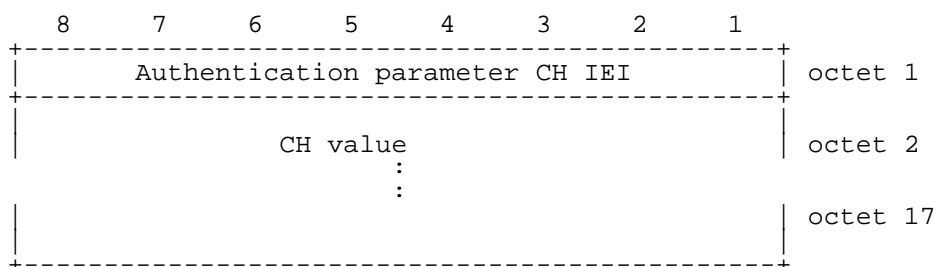 8 7 6 5 4 3 2 1
Authentication parameter CH IEI octet 1
CH value octet 2
:
:
octet 17